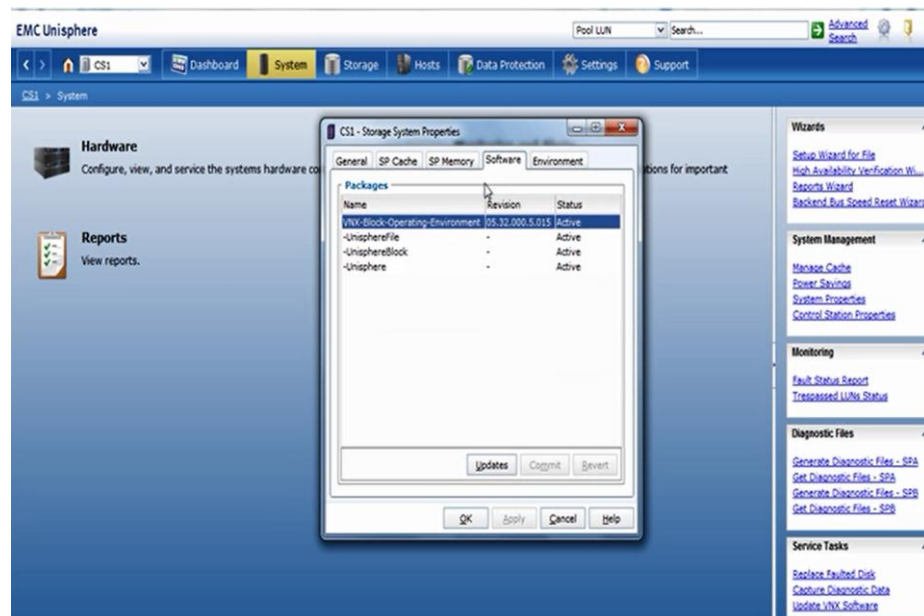 EMC Unisphere
Pool LUN
Search...
Advanced Search
CS1
Dashboard
System
Storage
Hosts
Data Protection
Settings
Support
CS1 > System
Hardware
Configure, view, and service the systems hardware co
tions for important
Reports
View reports.
CS1 - Storage System Properties
General SP Cache SP Memory Software Environment
Packages
Name Revision Status
VNX-Block-Operating-Environment 05.32.000.5.015 Active
-UnisphereFile - Active
-UnisphereBlock - Active
-Unisphere - Active
Updates Commit Revert
OK Apply Cancel Help
Wizards
Setup Wizard for File
High Availability Verification Wi...
Reports Wizard
Backend Bus Speed Reset Wizard
System Management
Manage Cache
Power Savings
System Properties
Control Station Properties
Monitoring
Fault Status Report
Trespassed LUNs Status
Diagnostic Files
Generate Diagnostic Files - SPA
Get Diagnostic Files - SPA
Generate Diagnostic Files - SPB
Get Diagnostic Files - SPB
Service Tasks
Replace Faulted Disk
Capture Diagnostic Data
Update VNX Software